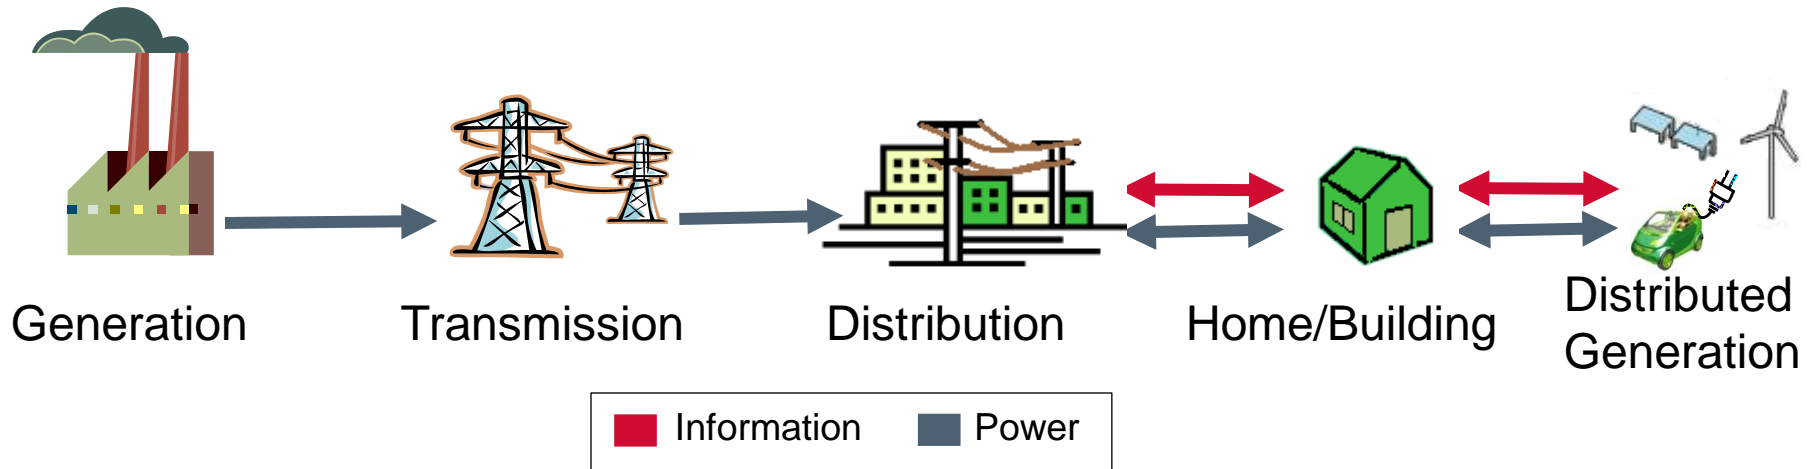 Generation
Transmission
Distribution
Home/Building
Distributed
Generation
Information
Power